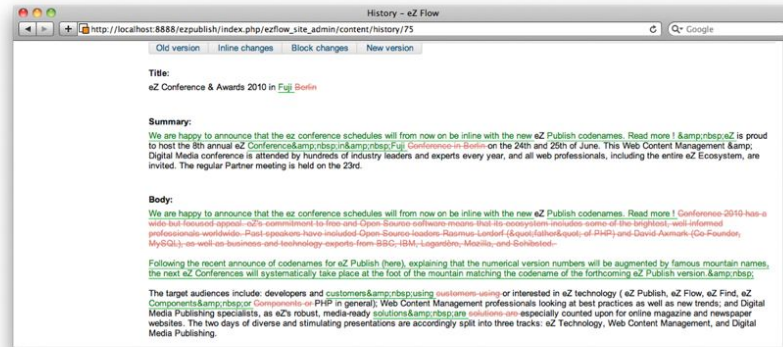 History - eZ Flow
http://localhost:8888/ezpublish/index.php/ezflow_site_admin/content/history/75
Google
Old version Inline changes Block changes New version
Title:
eZ Conference & Awards 2010 in Fuji Berlin
Summary:
We are happy to announce that the ez conference schedules will from now on be inline with the new eZ Publish codenames. Read more ! &amp;nbsp;eZ is proud
to host the 8th annual eZ Conference&amp;nbsp;in&amp;nbsp;Fuji Conference in Berlin on the 24th and 25th of June. This Web Content Management &amp;
Digital Media conference is attended by hundreds of industry leaders and experts every year, and all web professionals, including the entire eZ Ecosystem, are
invited. The regular Partner meeting is held on the 23rd.
Body:
We are happy to announce that the ez conference schedules will from now on be inline with the new eZ Publish codenames. Read more ! Conference 2010 has a
wide but focused appeal. eZ's commitment to free and Open Source software means that its ecosystem includes some of the brightest, well informed
professionals worldwide. Past speakers have included Open Source leaders Rasmus Lerdorf (&quot;father&quot; of PHP) and David Axmark (Co Founder,
MySQL), as well as business and technology experts from BBC, IBM, Lagardère, Mozilla, and Schibsted.
Following the recent announce of codenames for eZ Publish (here), explaining that the numerical version numbers will be augmented by famous mountain names,
the next eZ Conferences will systematically take place at the foot of the mountain matching the codename of the forthcoming eZ Publish version.&amp;nbsp;
The target audiences include: developers and customers&amp;nbsp;using customers using or interested in eZ technology ( eZ Publish, eZ Flow, eZ Find, eZ
Components&amp;nbsp;or Components or PHP in general); Web Content Management professionals looking at best practices as well as new trends; and Digital
Media Publishing specialists, as eZ's robust, media-ready solutions&amp;nbsp;are solutions are especially counted upon for online magazine and newspaper
websites. The two days of diverse and stimulating presentations are accordingly split into three tracks: eZ Technology, Web Content Management, and Digital
Media Publishing.